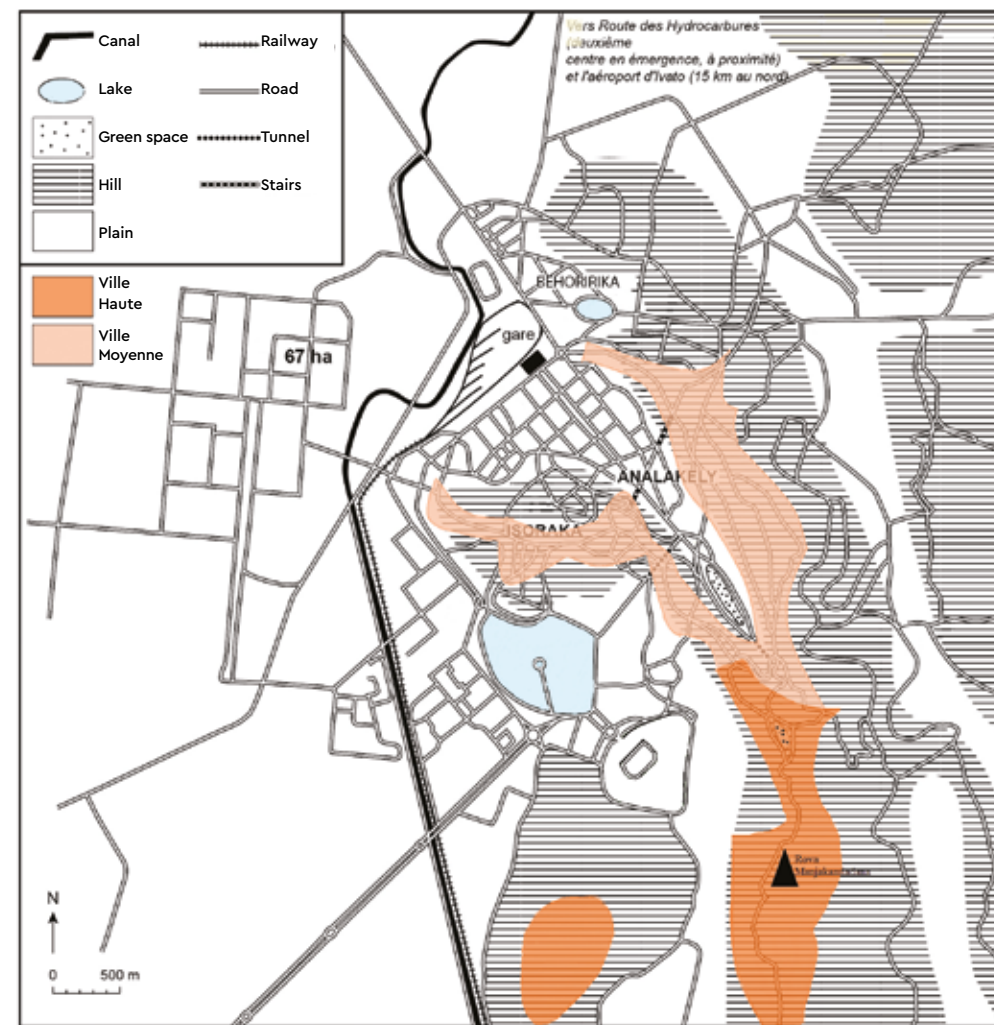 Canal
Railway
Lake
Road
Green space
Tunnel
Hill
Stairs
Plain
Ville
Haute
Ville
Moyenne
Vers Route des Hydrocarbures
(deuxième
centre en émergence, à proximité)
et l'aéroport d'Ivato (15 km au nord)
BEHORIRIKA
gare
67 ha
ANALAKELY
ISORAKA
Rova
N
0 500 m